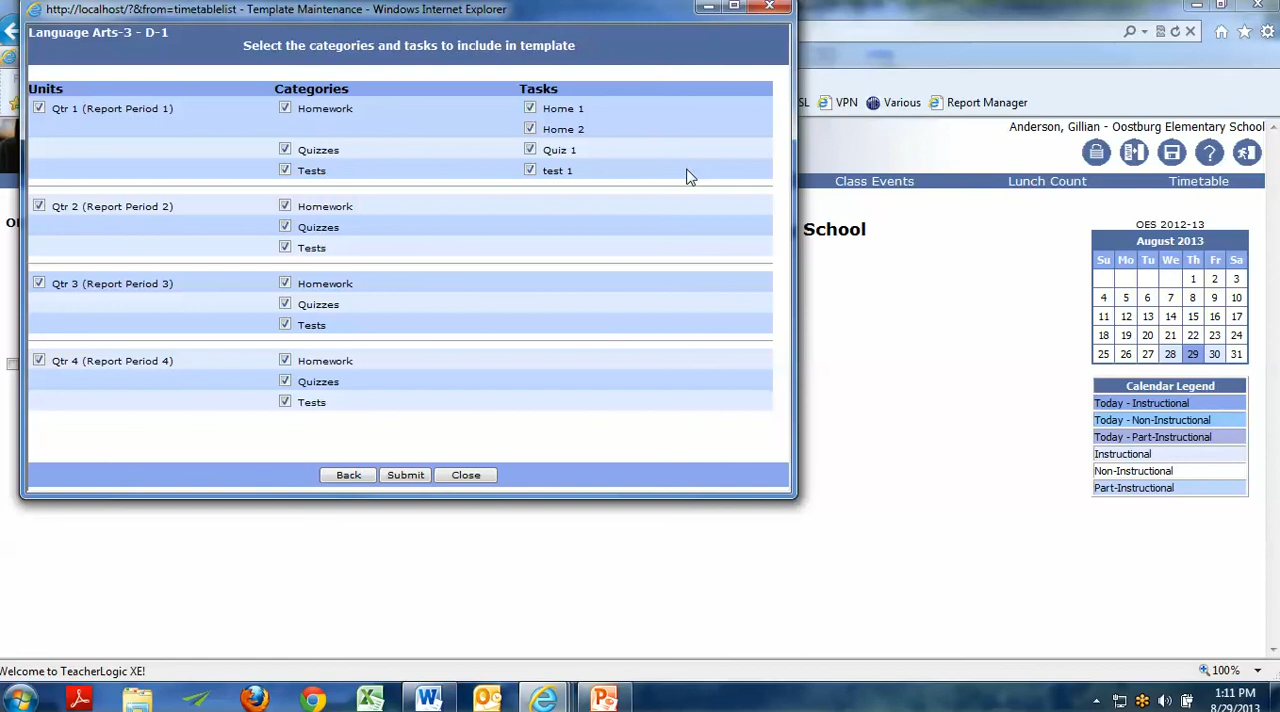 http://localhost/?&from=timetablelist - Template Maintenance - Windows Internet Explorer
Language Arts-3 - D-1
Select the categories and tasks to include in template
Units Categories Tasks
Qtr 1 (Report Period 1) Homework Home 1
Home 2
Quizzes Quiz 1
Tests test 1
Qtr 2 (Report Period 2) Homework
Quizzes
Tests
Qtr 3 (Report Period 3) Homework
Quizzes
Tests
Qtr 4 (Report Period 4) Homework
Quizzes
Tests
Back Submit Close
SL VPN Various Report Manager
Anderson, Gillian - Oostburg Elementary School
Class Events Lunch Count Timetable
School
OES 2012-13
August 2013
Su Mo Tu We Th Fr Sa
1 2 3
4 5 6 7 8 9 10
11 12 13 14 15 16 17
18 19 20 21 22 23 24
25 26 27 28 29 30 31
Calendar Legend
Today - Instructional
Today - Non-Instructional
Today - Part-Instructional
Instructional
Non-Instructional
Part-Instructional
Welcome to TeacherLogic XE!
100%
1:11 PM
8/29/2013